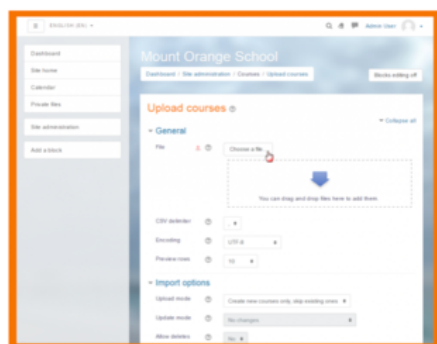 ENGLISH (EN)
Admin User
Dashboard
Site home
Calendar
Private files
Site administration
Add a block
Mount Orange School
Dashboard / Site administration / Courses / Upload courses
Blocks editing off
Upload courses
Collapse all
General
File
Choose a file
You can drag and drop files here to add them.
CSV delimiter
,
Encoding
UTF-8
Preview rows
10
Import options
Upload mode
Create new courses only, skip existing ones
Update mode
No changes
Allow deletes
No